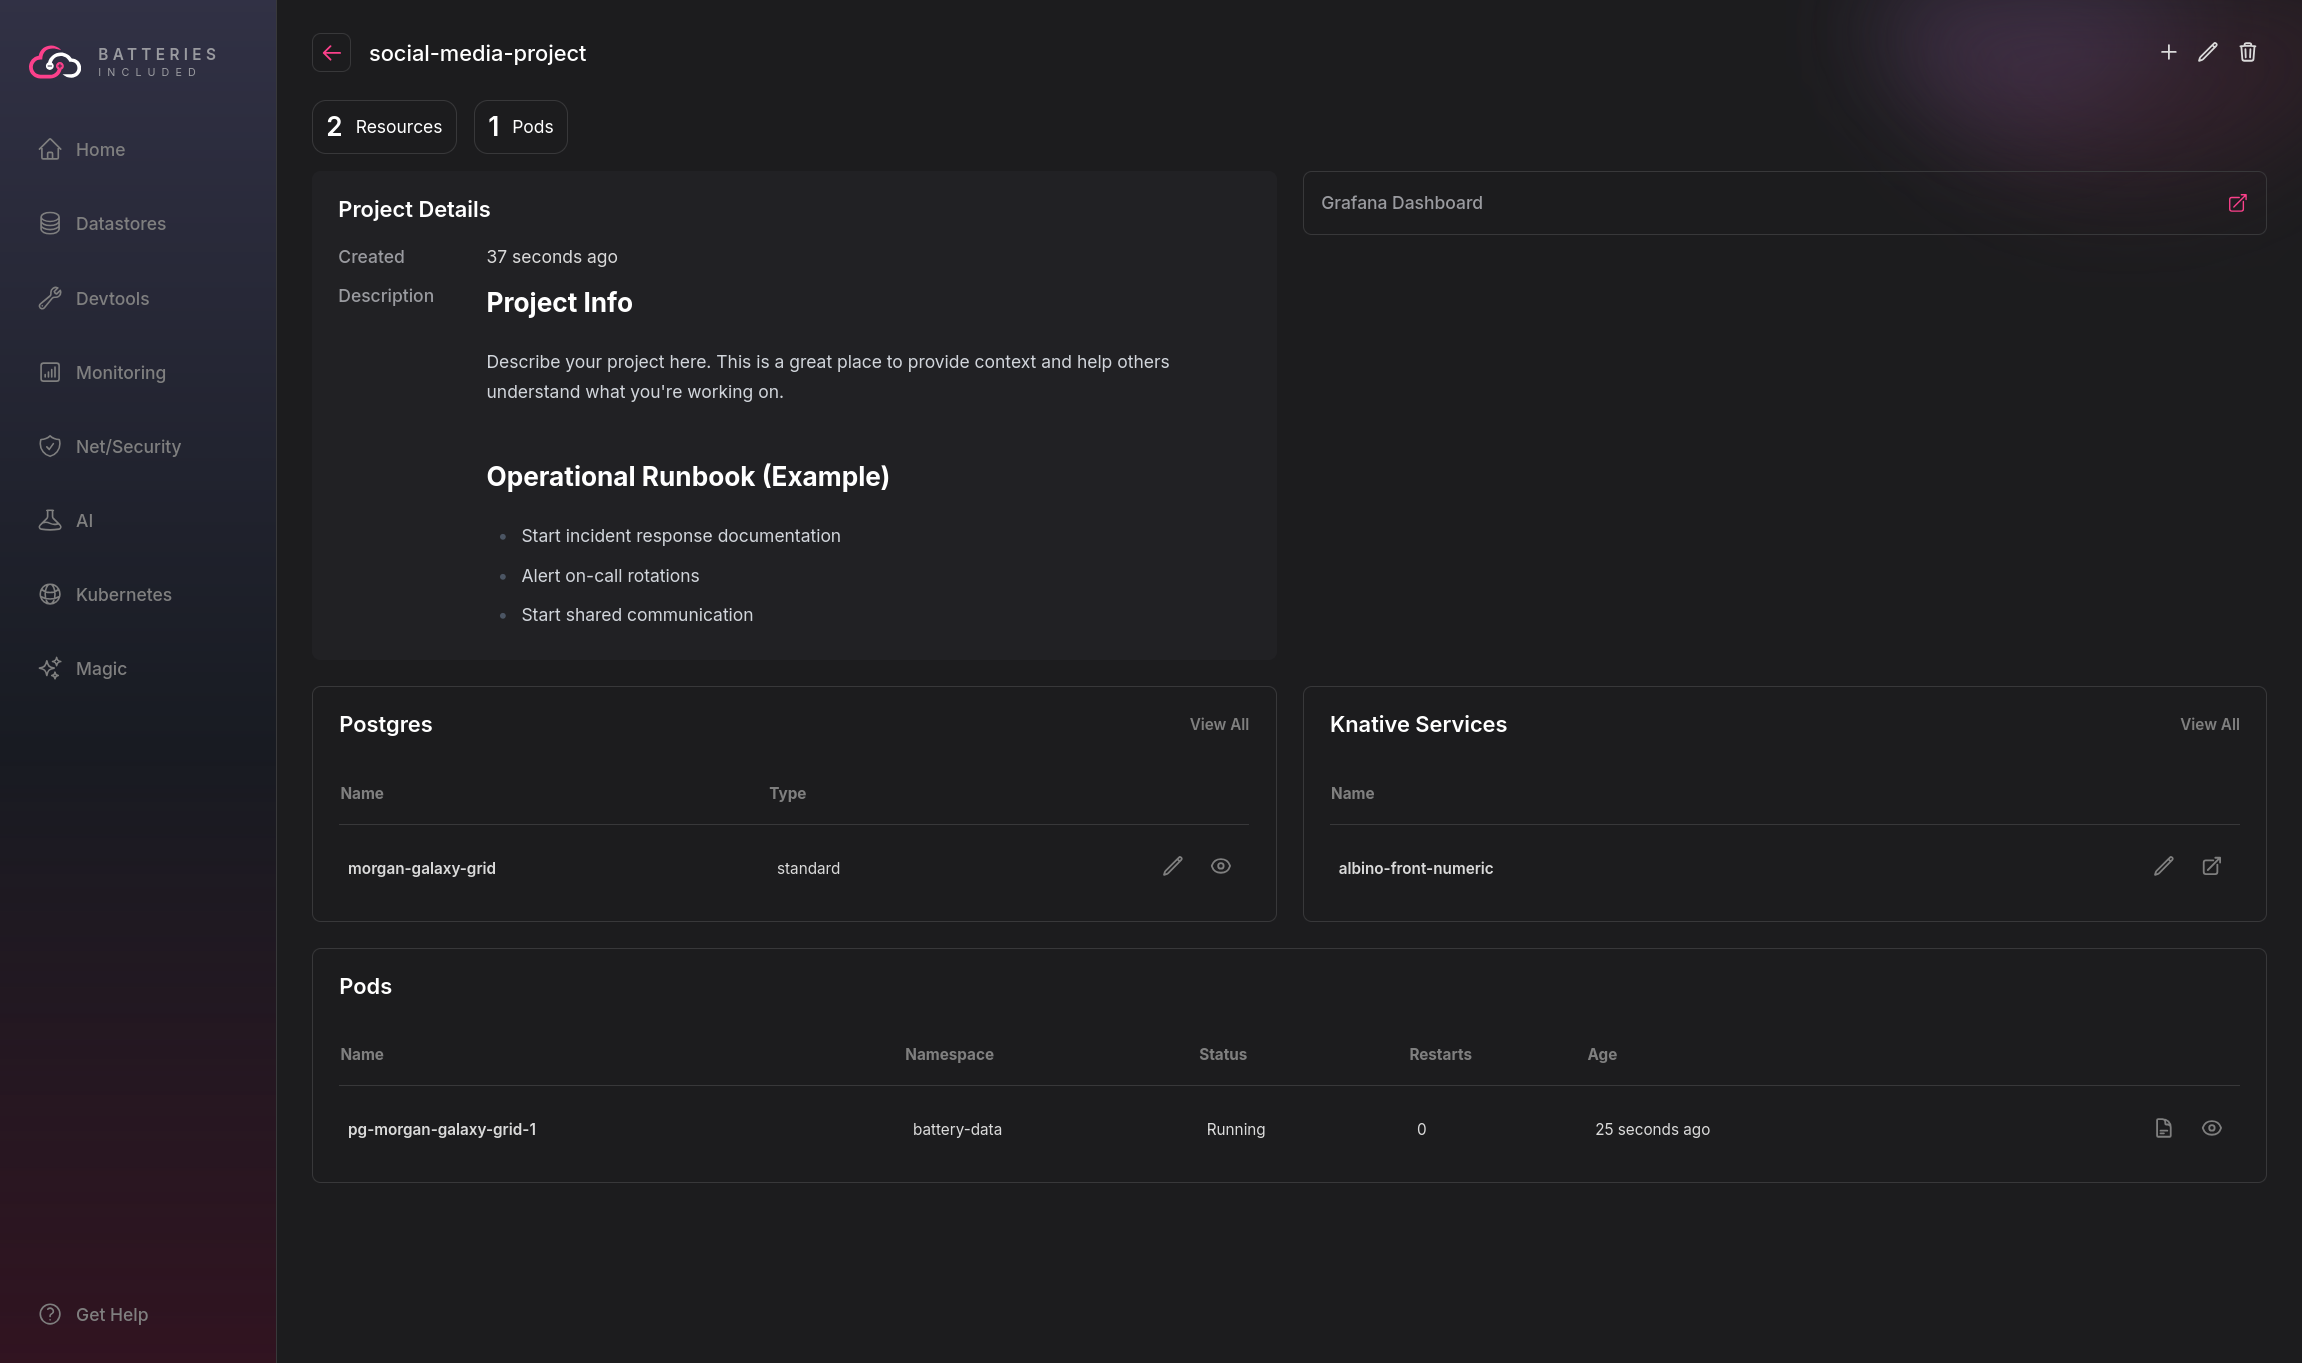 BATTERIES
INCLUDED
Home
Datastores
Devtools
Monitoring
Net/Security
AI
Kubernetes
Magic
Get Help
social-media-project
2 Resources
1 Pods
Project Details
Created 37 seconds ago
Description
Project Info
Describe your project here. This is a great place to provide context and help others
understand what you're working on.
Operational Runbook (Example)
• Start incident response documentation
• Alert on-call rotations
• Start shared communication
Grafana Dashboard
Postgres View All
Name Type
morgan-galaxy-grid standard
Knative Services View All
Name
albino-front-numeric
Pods
Name Namespace Status Restarts Age
pg-morgan-galaxy-grid-1 battery-data Running 0 25 seconds ago